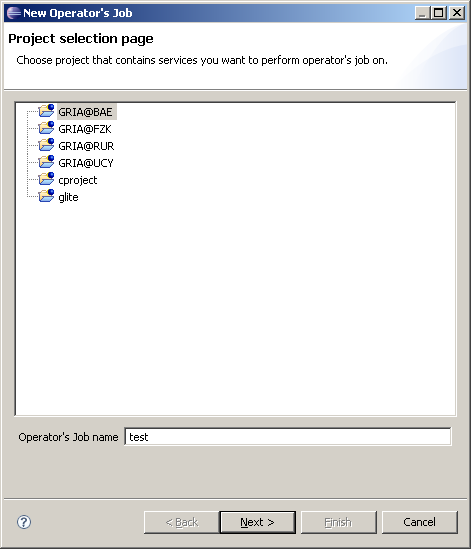 New Operator's Job
Project selection page
Choose project that contains services you want to perform operator's job on.
GRIA@BAE
GRIA@FZK
GRIA@RUR
GRIA@UCY
cproject
glite
Operator's Job name test
? < Back Next > Finish Cancel